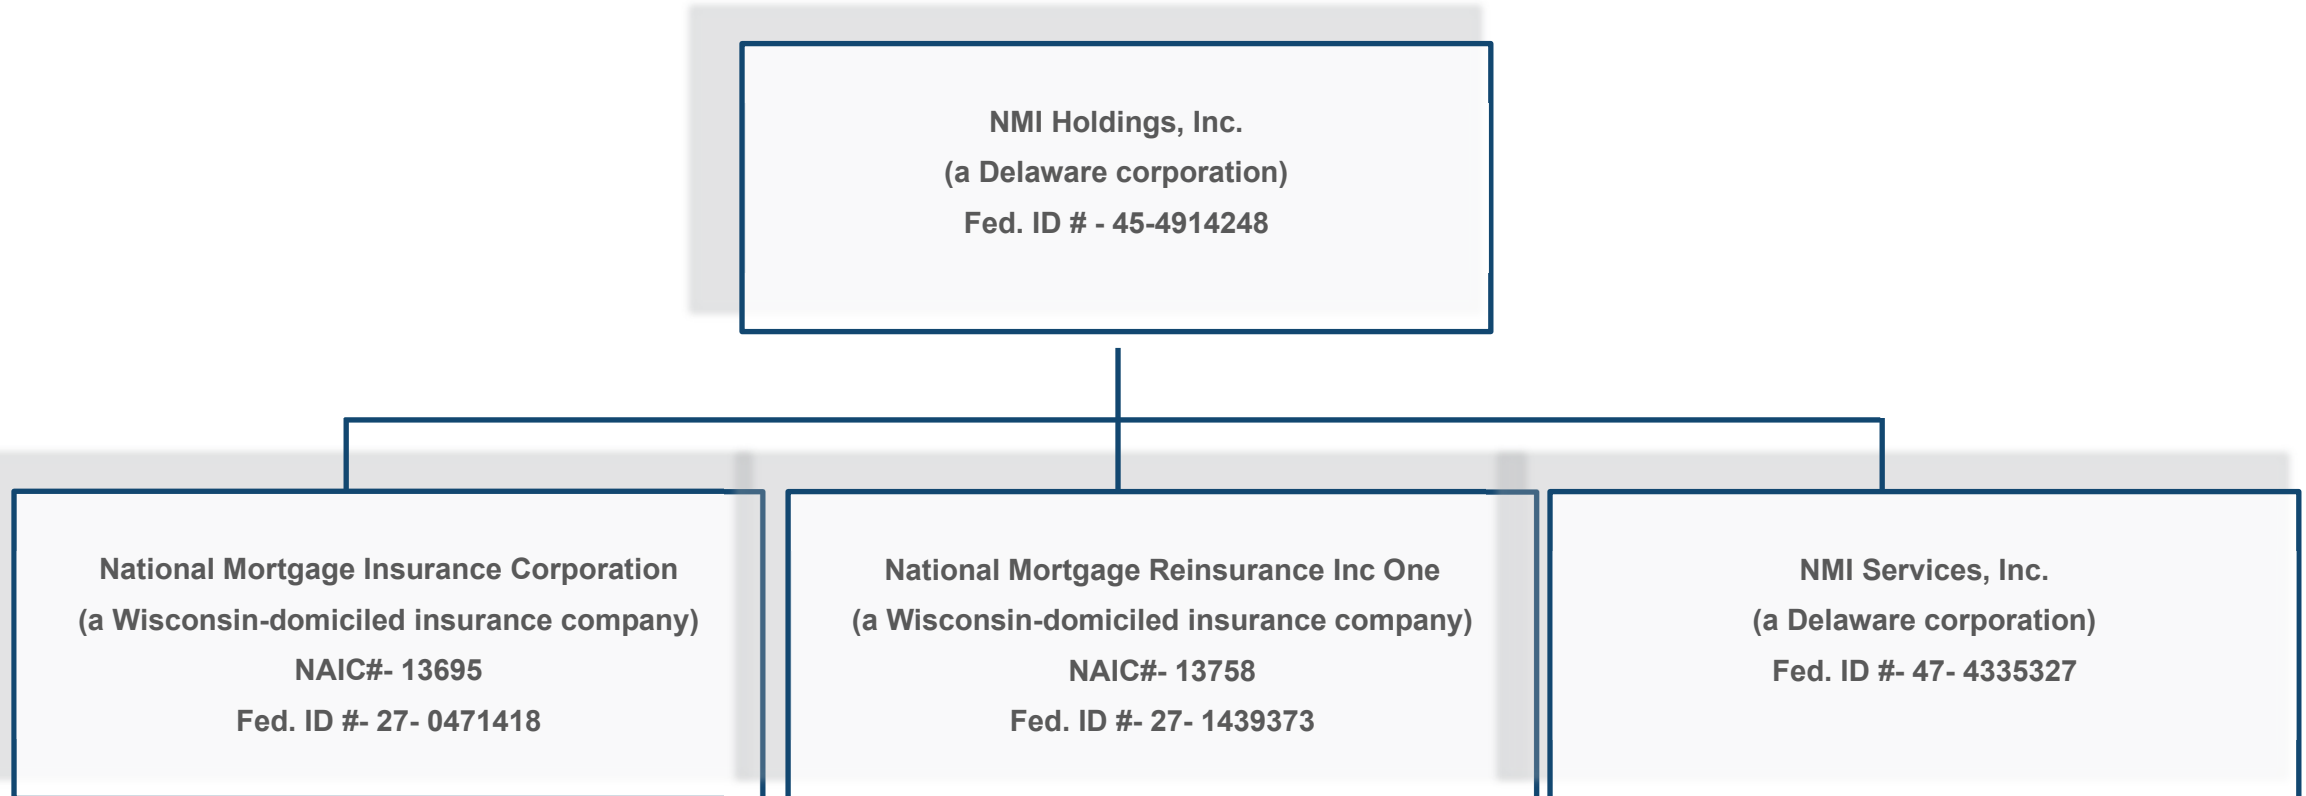 NMI Holdings, Inc.
(a Delaware corporation)
Fed. ID # - 45-4914248
National Mortgage Insurance Corporation
(a Wisconsin-domiciled insurance company)
NAIC#- 13695
Fed. ID #- 27- 0471418
National Mortgage Reinsurance Inc One
(a Wisconsin-domiciled insurance company)
NAIC#- 13758
Fed. ID #- 27- 1439373
NMI Services, Inc.
(a Delaware corporation)
Fed. ID #- 47- 4335327